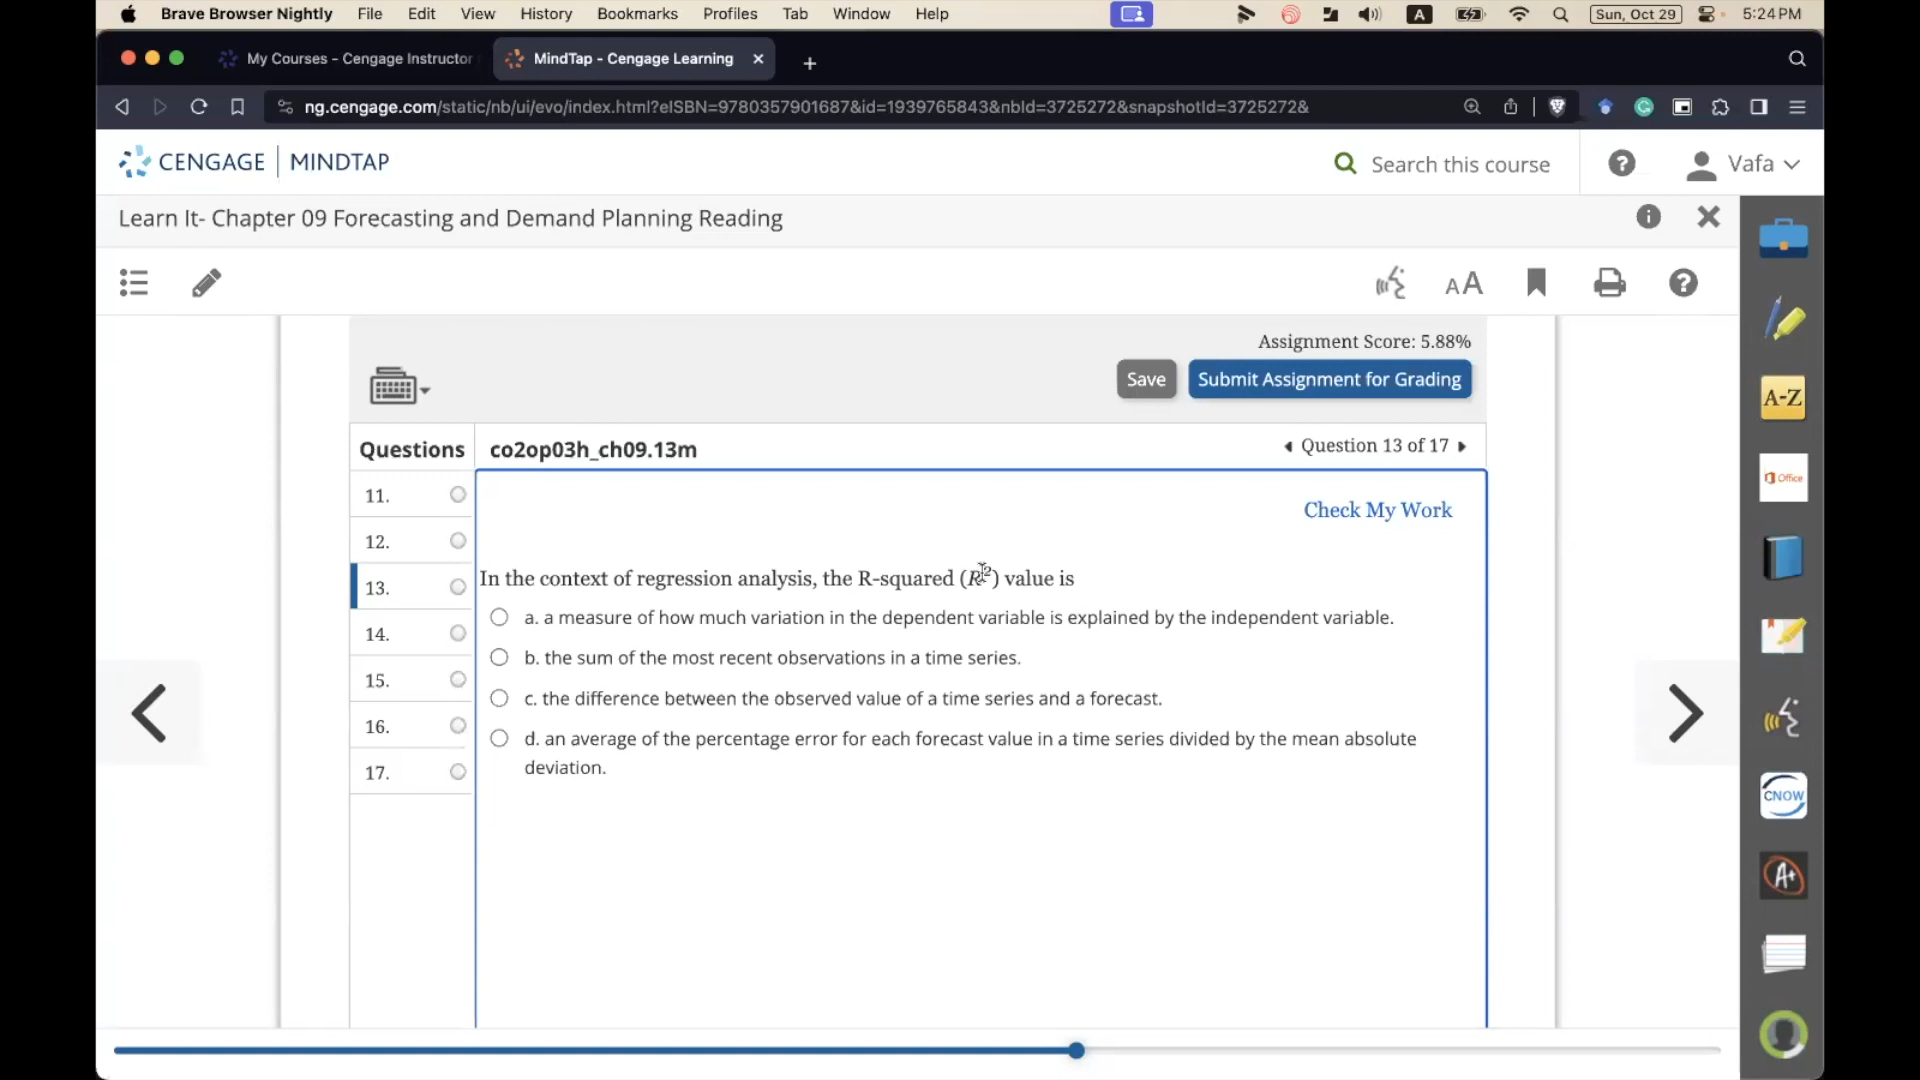 Brave Browser Nightly File Edit View History Bookmarks Profiles Tab Window Help A Sun, Oct 29 5:24 PM
My Courses – Cengage Instructor MindTap - Cengage Learning
ng.cengage.com/static/nb/ui/evo/index.html?eISBN=9780357901687&id=1939765843&nbId=3725272&snapshotId=3725272&
CENGAGE MINDTAP Search this course Vafa
Learn It- Chapter 09 Forecasting and Demand Planning Reading
AA
Assignment Score: 5.88%
Save Submit Assignment for Grading
Questions co2op03h_ch09.13m Question 13 of 17
11.
12.
13.
14.
15.
16.
17.
Check My Work
In the context of regression analysis, the R-squared (R²) value is
a. a measure of how much variation in the dependent variable is explained by the independent variable.
b. the sum of the most recent observations in a time series.
c. the difference between the observed value of a time series and a forecast.
d. an average of the percentage error for each forecast value in a time series divided by the mean absolute
deviation.
A-Z
Office
CNOW
A+